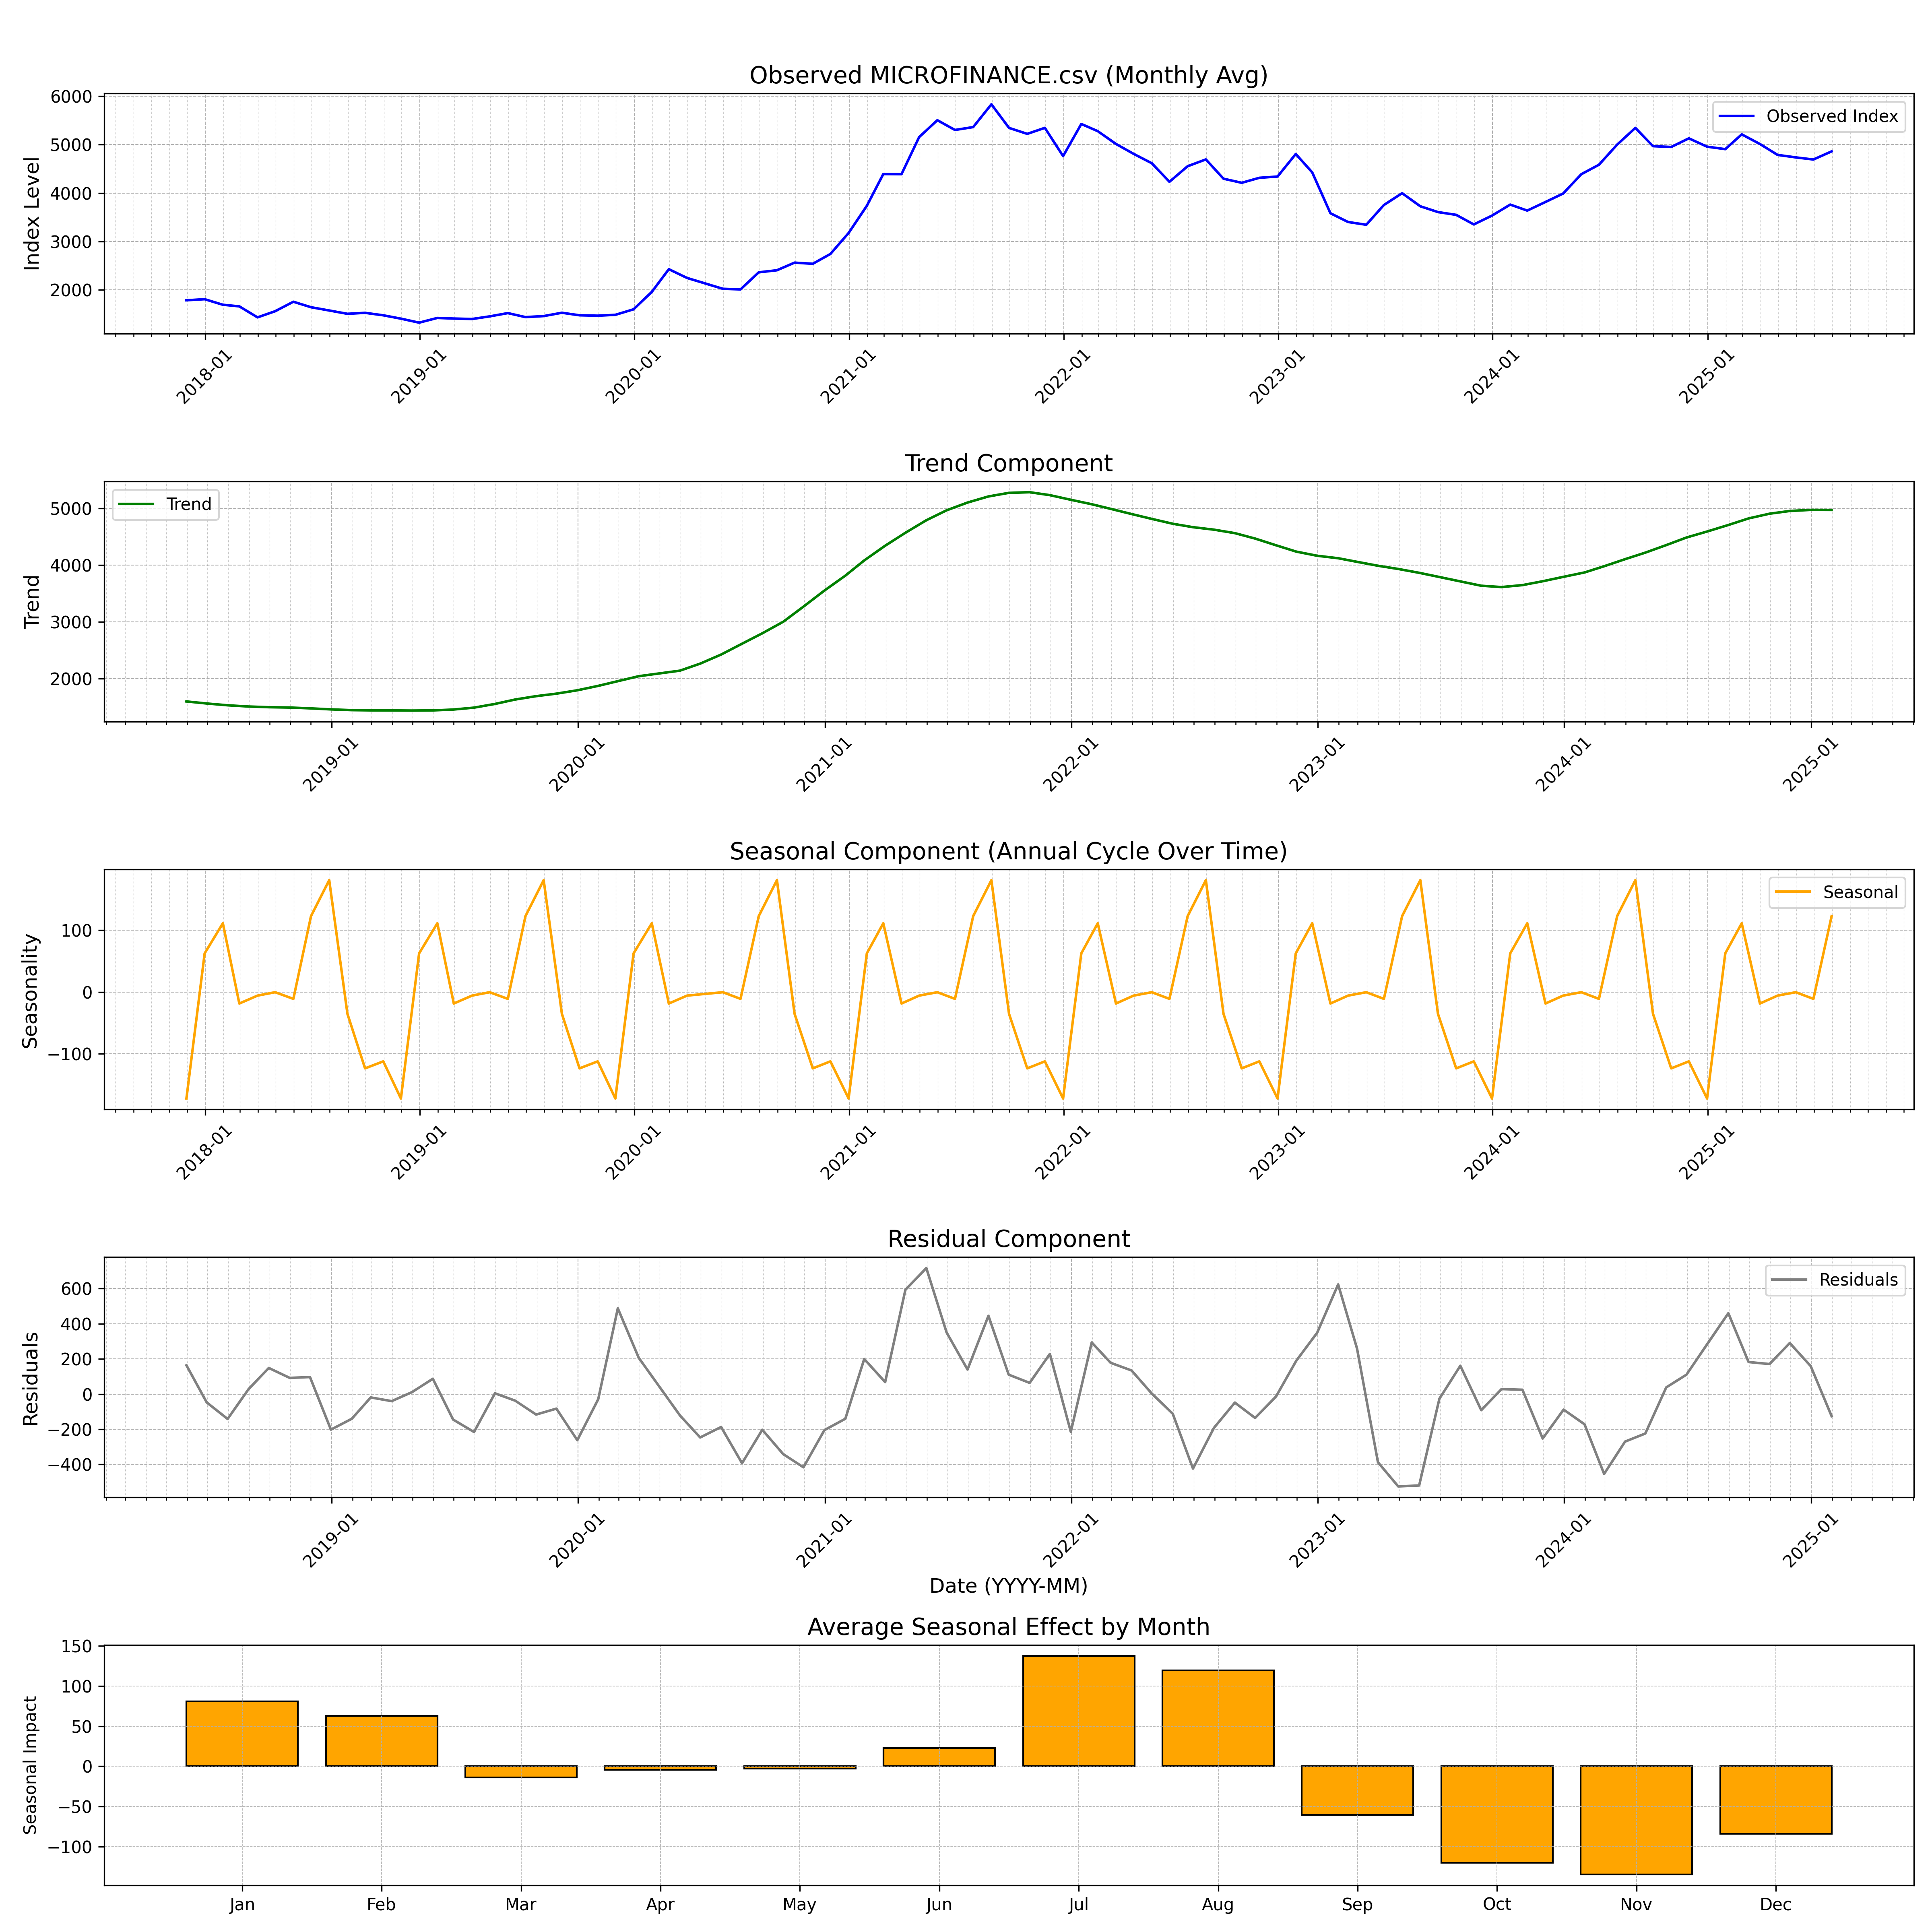 Observed MICROFINANCE.csv (Monthly Avg)
Index Level
6000
5000
4000
3000
2000
Observed Index
2018-01
2019-01
2020-01
2021-01
2022-01
2023-01
2024-01
2025-01
Trend Component
Trend
5000
4000
3000
2000
Trend
2019-01
2020-01
2021-01
2022-01
2023-01
2024-01
2025-01
Seasonal Component (Annual Cycle Over Time)
Seasonality
100
0
−100
Seasonal
2018-01
2019-01
2020-01
2021-01
2022-01
2023-01
2024-01
2025-01
Residual Component
Residuals
600
400
200
0
−200
−400
Residuals
2019-01
2020-01
2021-01
2022-01
2023-01
2024-01
2025-01
Date (YYYY-MM)
Average Seasonal Effect by Month
Seasonal Impact
150
100
50
0
−50
−100
Jan
Feb
Mar
Apr
May
Jun
Jul
Aug
Sep
Oct
Nov
Dec